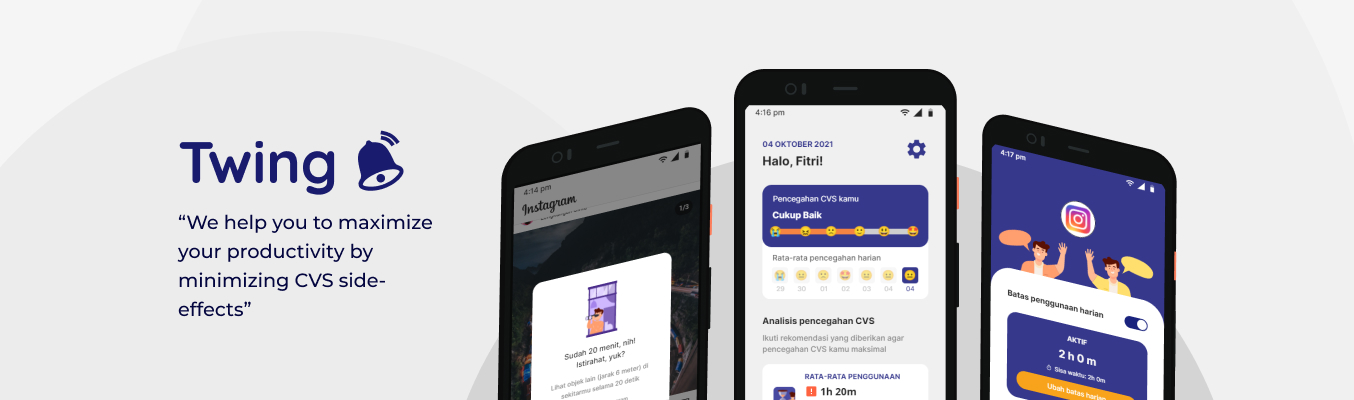 Twing
“We help you to maximize
your productivity by
minimizing CVS side-
effects”
4:14 pm
Instagram
1/3
Sudah 20 menit, nih!
Istirahat, yuk?
Lihat objek lain (jarak 6 meter) di
sekitarmu selama 20 detik
4:16 pm
04 OKTOBER 2021
Halo, Fitri!
Pencegahan CVS kamu
Cukup Baik
Rata-rata pencegahan harian
29 30 01 02 03 04 04
Analisis pencegahan CVS
Ikuti rekomendasi yang diberikan agar
pencegahan CVS kamu maksimal
RATA-RATA PENGGUNAAN
1h 20m
4:17 pm
Batas penggunaan harian
AKTIF
2 h 0 m
Sisa waktu: 2h 0m
Ubah batas harian